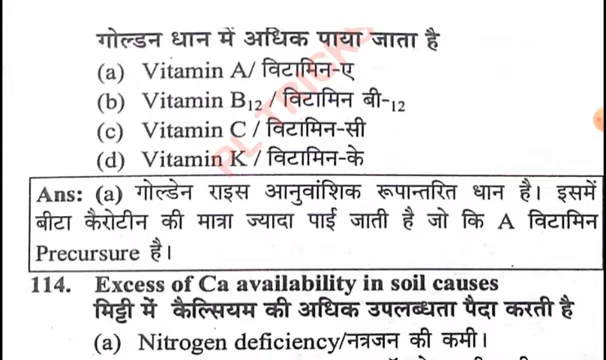 गोल्डन धान में अधिक पाया जाता है
(a) Vitamin A/ विटामिन-ए
(b) Vitamin B12 / विटामिन बी-12
(c) Vitamin C / विटामिन-सी
(d) Vitamin K / विटामिन-के
Ans: (a) गोल्डेन राइस आनुवांशिक रूपान्तरित धान है। इसमें
बीटा कैरोटीन की मात्रा ज्यादा पाई जाती है जो कि A विटामिन
Precursure है।
114. Excess of Ca availability in soil causes
मिट्टी में कैल्सियम की अधिक उपलब्धता पैदा करती है
(a) Nitrogen deficiency/नत्रजन की कमी।